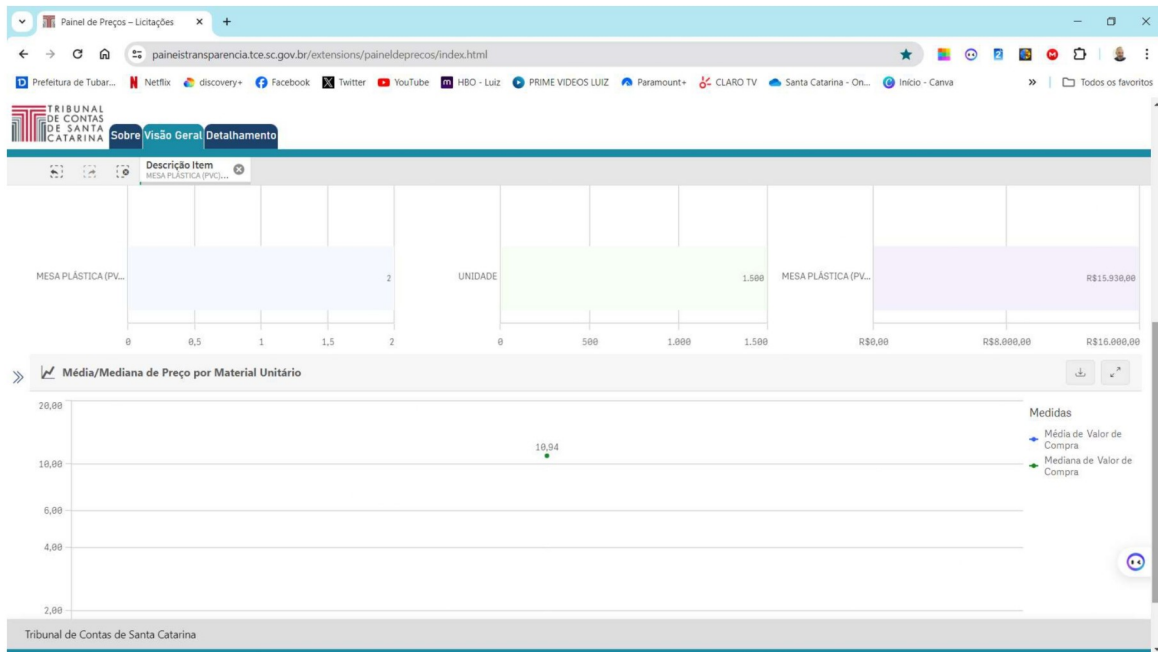 Painel de Preços – Licitações
paineistransparencia.tce.sc.gov.br/extensions/paineldeprecos/index.html
Prefeitura de Tubar... Netflix discovery+ Facebook Twitter YouTube HBO - Luiz PRIME VIDEOS LUIZ Paramount+ CLARO TV Santa Catarina - On... Início - Canva » Todos os favoritos
TRIBUNAL
DE CONTAS
DE SANTA
CATARINA
Sobre Visão Geral Detalhamento
Descrição Item
MESA PLÁSTICA (PVC)...
MESA PLÁSTICA (PV... 2 UNIDADE 1.500 MESA PLÁSTICA (PV... R$15.930,00
0 0,5 1 1,5 2 0 500 1.000 1.500 R$0,00 R$8.000,00 R$16.000,00
Média/Mediana de Preço por Material Unitário
20,00
10,00
6,00
4,00
2,00
10,94
Medidas
Média de Valor de
Compra
Mediana de Valor de
Compra
Tribunal de Contas de Santa Catarina